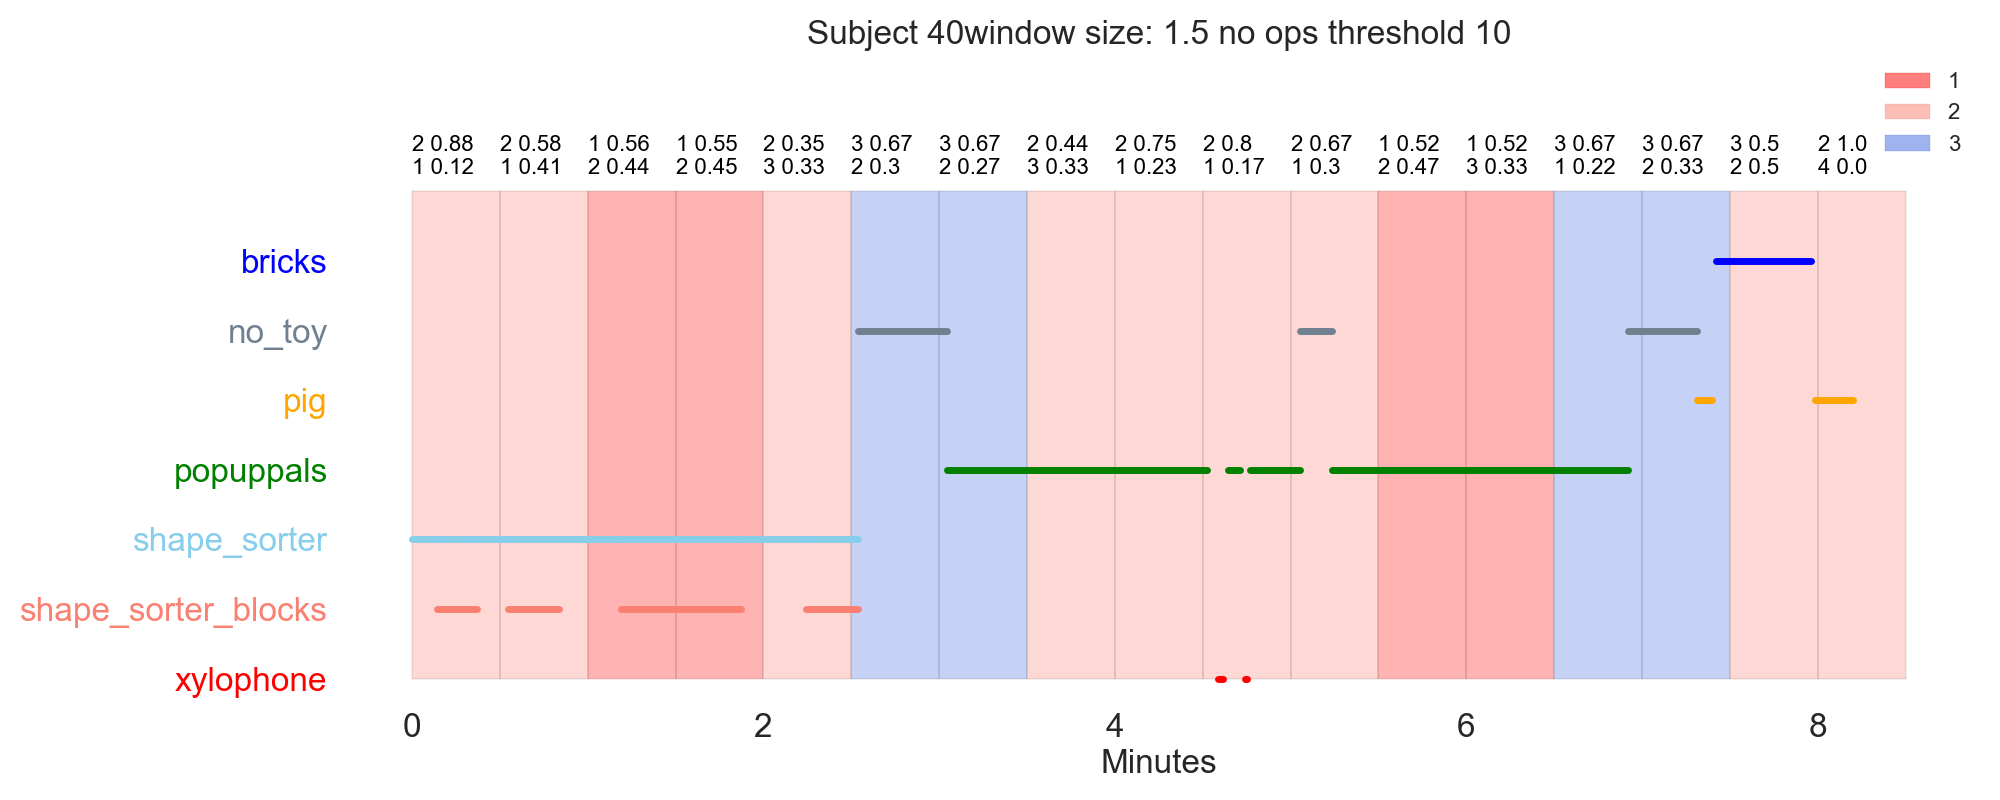 Subject 40window size: 1.5 no ops threshold 10
1
2
3
2 0.88 2 0.58 1 0.56 1 0.55 2 0.35 3 0.67 3 0.67 2 0.44 2 0.75 2 0.8 2 0.67 1 0.52 1 0.52 3 0.67 3 0.67 3 0.5 2 1.0
1 0.12 1 0.41 2 0.44 2 0.45 3 0.33 2 0.3 2 0.27 3 0.33 1 0.23 1 0.17 1 0.3 2 0.47 3 0.33 1 0.22 2 0.33 2 0.5 4 0.0
bricks
no_toy
pig
popuppals
shape_sorter
shape_sorter_blocks
xylophone
0 2 4 6 8
Minutes